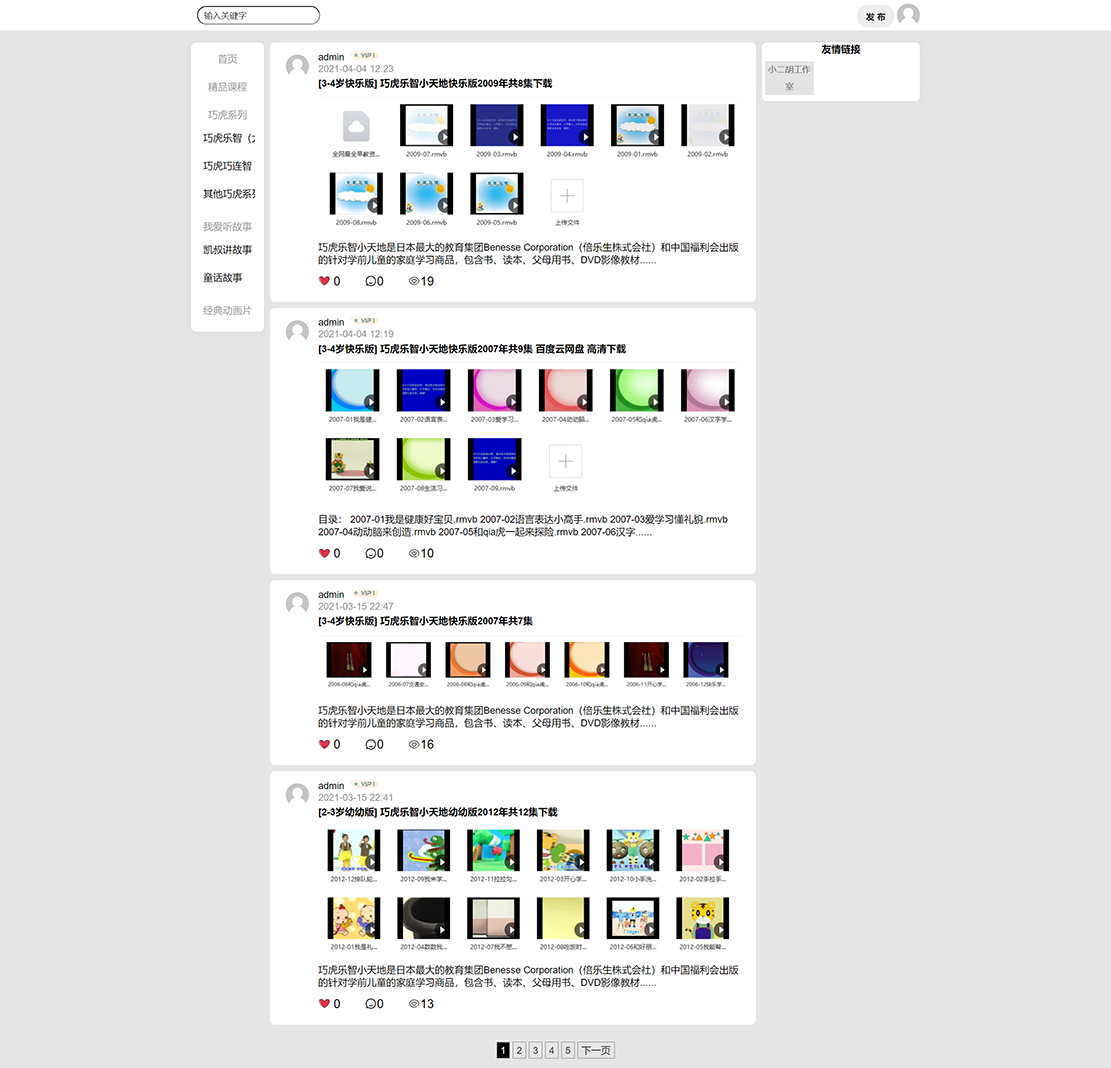 输入关键字
发 布
首页
精品课程
巧虎系列
巧虎乐智
巧虎巧连智
其他巧虎系列
我爱听故事
凯叔讲故事
童话故事
经典动画片
admin VIP1
2021-04-04 12:23
[3-4岁快乐版] 巧虎乐智小天地快乐版2009年共8集下载
全网最全早教资... 2009-07.rmvb 2009-03.rmvb 2009-04.rmvb 2009-01.rmvb 2009-02.rmvb
2009-08.rmvb 2009-06.rmvb 2009-05.rmvb 上传文件
巧虎乐智小天地是日本最大的教育集团Benesse Corporation（倍乐生株式会社）和中国福利会出版
的针对学前儿童的家庭学习商品，包含书、读本、父母用书、DVD影像教材......
0 0 19
admin VIP1
2021-04-04 12:19
[3-4岁快乐版] 巧虎乐智小天地快乐版2007年共9集 百度云网盘 高清下载
2007-01我是健... 2007-02语言表... 2007-03爱学习... 2007-04动动脑... 2007-05和qia虎... 2007-06汉字学...
2007-07我爱说... 2007-08生活习... 2007-09.rmvb 上传文件
目录： 2007-01我是健康好宝贝.rmvb 2007-02语言表达小高手.rmvb 2007-03爱学习懂礼貌.rmvb
2007-04动动脑来创造.rmvb 2007-05和qia虎一起来探险.rmvb 2007-06汉字......
0 0 10
admin VIP1
2021-03-15 22:47
[3-4岁快乐版] 巧虎乐智小天地快乐版2007年共7集
2006-06和qia虎... 2006-07交通安... 2006-08和qia虎... 2006-09和qia虎... 2006-10和qia虎... 2006-11开心学... 2006-12快乐学...
巧虎乐智小天地是日本最大的教育集团Benesse Corporation（倍乐生株式会社）和中国福利会出版
的针对学前儿童的家庭学习商品，包含书、读本、父母用书、DVD影像教材......
0 0 16
admin VIP1
2021-03-15 22:41
[2-3岁幼幼版] 巧虎乐智小天地幼幼版2012年共12集下载
2012-12排队轮... 2012-09我来学... 2012-11拉拉勾... 2012-03开心学... 2012-10小手洗... 2012-02手拉手...
2012-01我是礼... 2012-04数数我... 2012-07我不怒... 2012-08吃饭时... 2012-06和好朋... 2012-05我能帮...
巧虎乐智小天地是日本最大的教育集团Benesse Corporation（倍乐生株式会社）和中国福利会出版
的针对学前儿童的家庭学习商品，包含书、读本、父母用书、DVD影像教材......
0 0 13
1 2 3 4 5 下一页
友情链接
小二胡工作
室